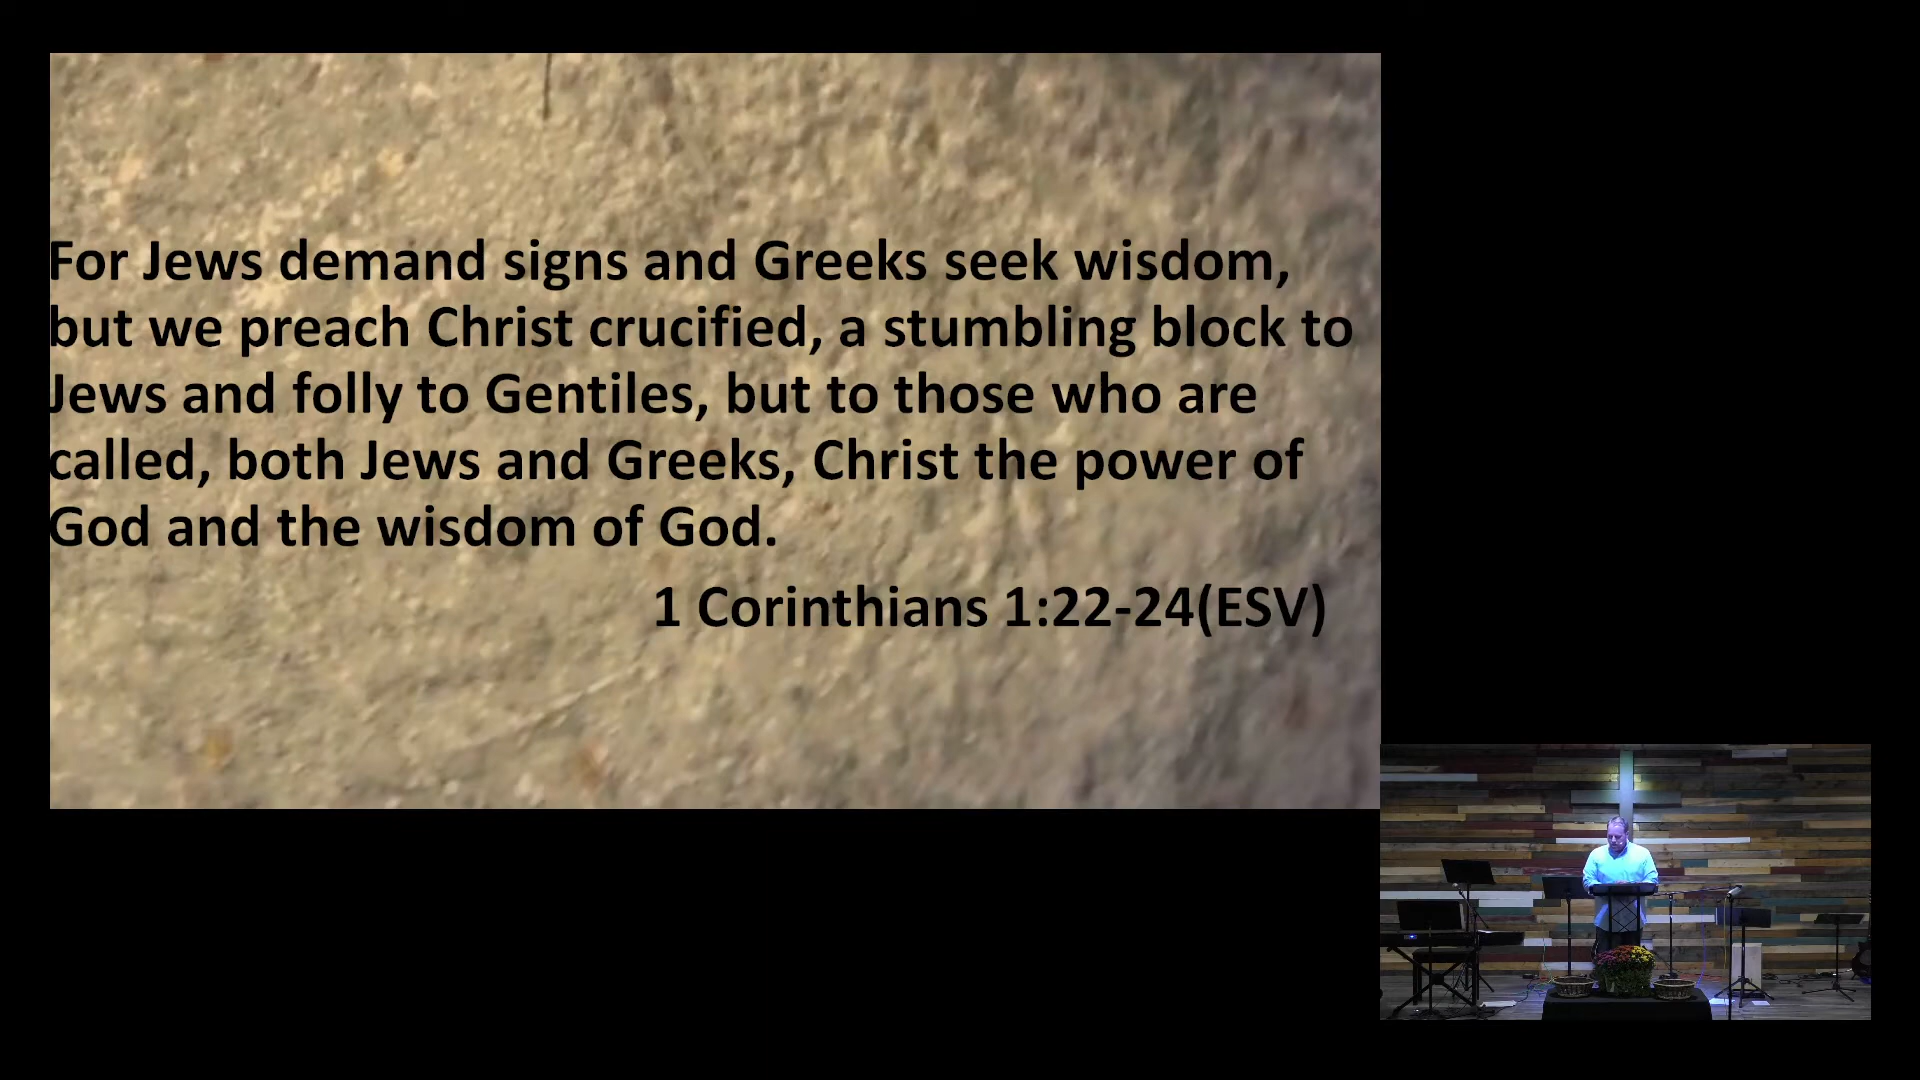 For Jews demand signs and Greeks seek wisdom,
but we preach Christ crucified, a stumbling block to
Jews and folly to Gentiles, but to those who are
called, both Jews and Greeks, Christ the power of
God and the wisdom of God.
1 Corinthians 1:22-24(ESV)